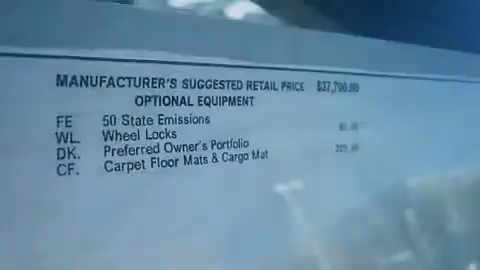 MANUFACTURER'S SUGGESTED RETAIL PRICE
OPTIONAL EQUIPMENT
FE 50 State Emissions
WL. Wheel Locks
DK. Preferred Owner's Portfolio
CF. Carpet Floor Mats & Cargo Mat